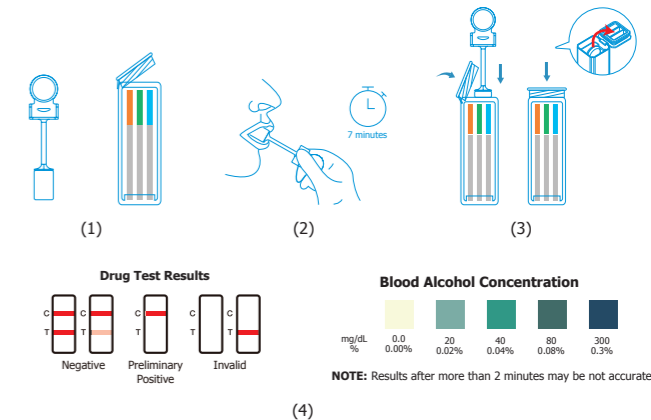 7 minutes
(1)
(2)
(3)
Drug Test Results
C
T
C
T
C
T
C
T
C
T
Negative
Preliminary
Positive
Invalid
Blood Alcohol Concentration
mg/dL 0.0 20 40 80 300
% 0.00% 0.02% 0.04% 0.08% 0.3%
NOTE: Results after more than 2 minutes may be not accurate
(4)